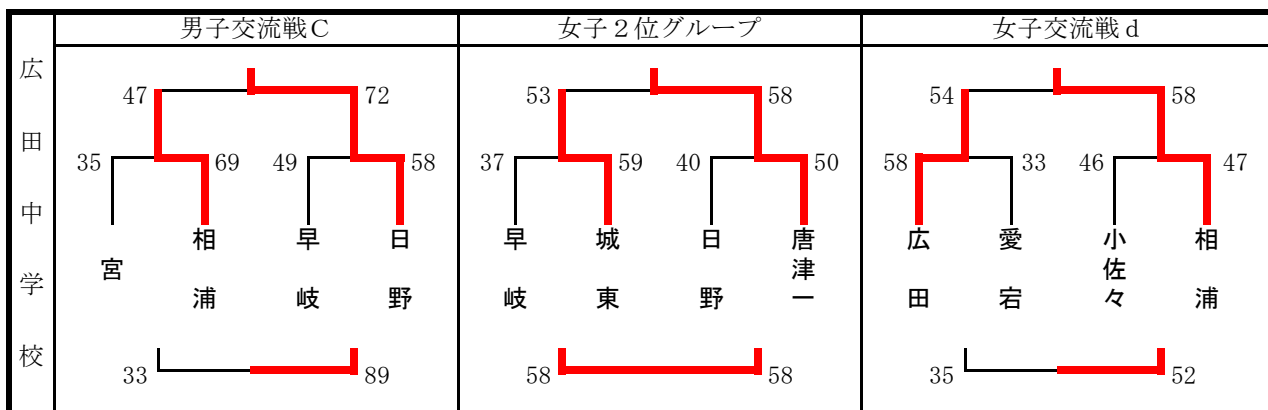 広田中学校
男子交流戦C
47 72
35 69 49 58
宮 相浦 早岐 日野
33 89
女子２位グループ
53 58
37 59 40 50
早岐 城東 日野 唐津一
58 58
女子交流戦ｄ
54 58
58 33 46 47
広田 愛宕 小佐々 相浦
35 52